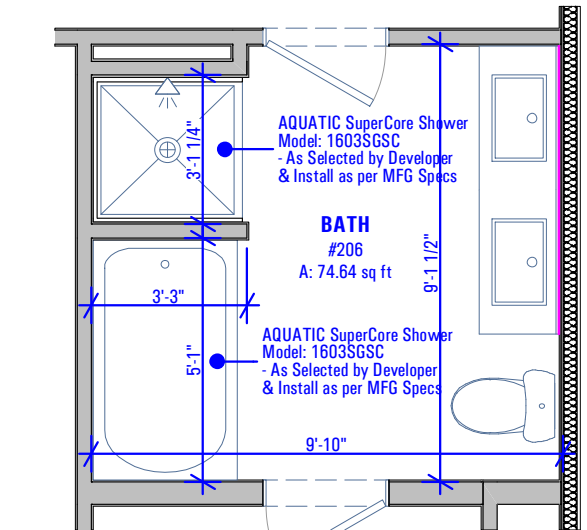 AQUATIC SuperCore Shower
Model: 1603SGSC
- As Selected by Developer
& Install as per MFG Specs
3'-1 1/4"
BATH
#206
A: 74.64 sq ft
9'-1 1/2"
3'-3"
AQUATIC SuperCore Shower
Model: 1603SGSC
- As Selected by Developer
& Install as per MFG Specs
5'-1"
9'-10"